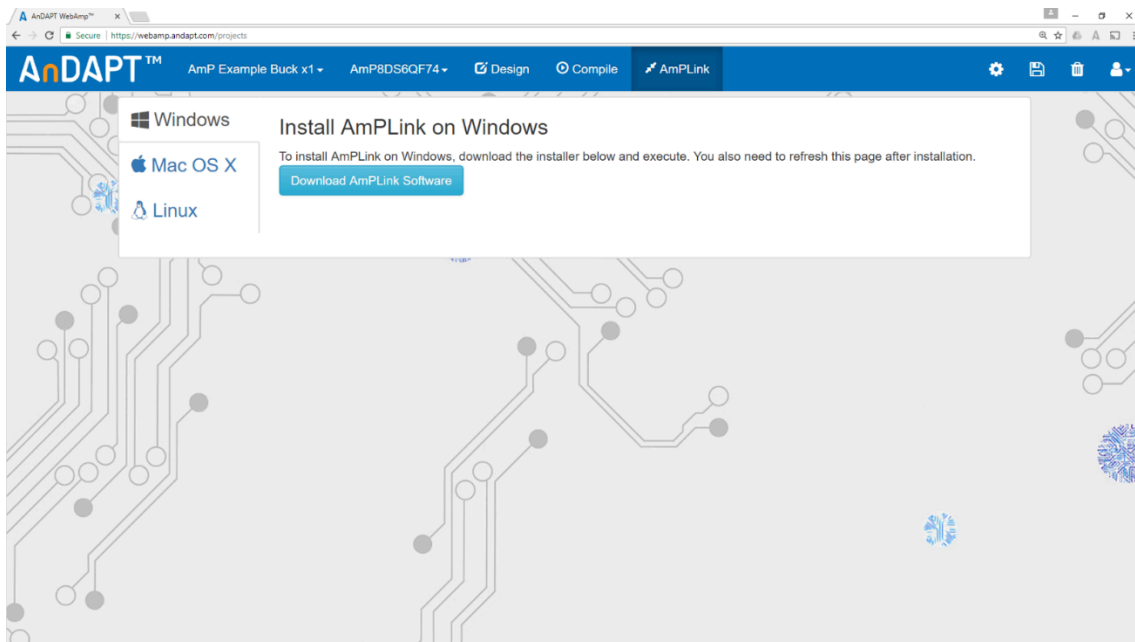 AnDAPT WebAmp™
Secure | https://webamp.andapt.com/projects
AnDAPT™ AmP Example Buck x1 AmP8DS6QF74 Design Compile AmPLink
Windows
Mac OS X
Linux
Install AmPLink on Windows
To install AmPLink on Windows, download the installer below and execute. You also need to refresh this page after installation.
Download AmPLink Software